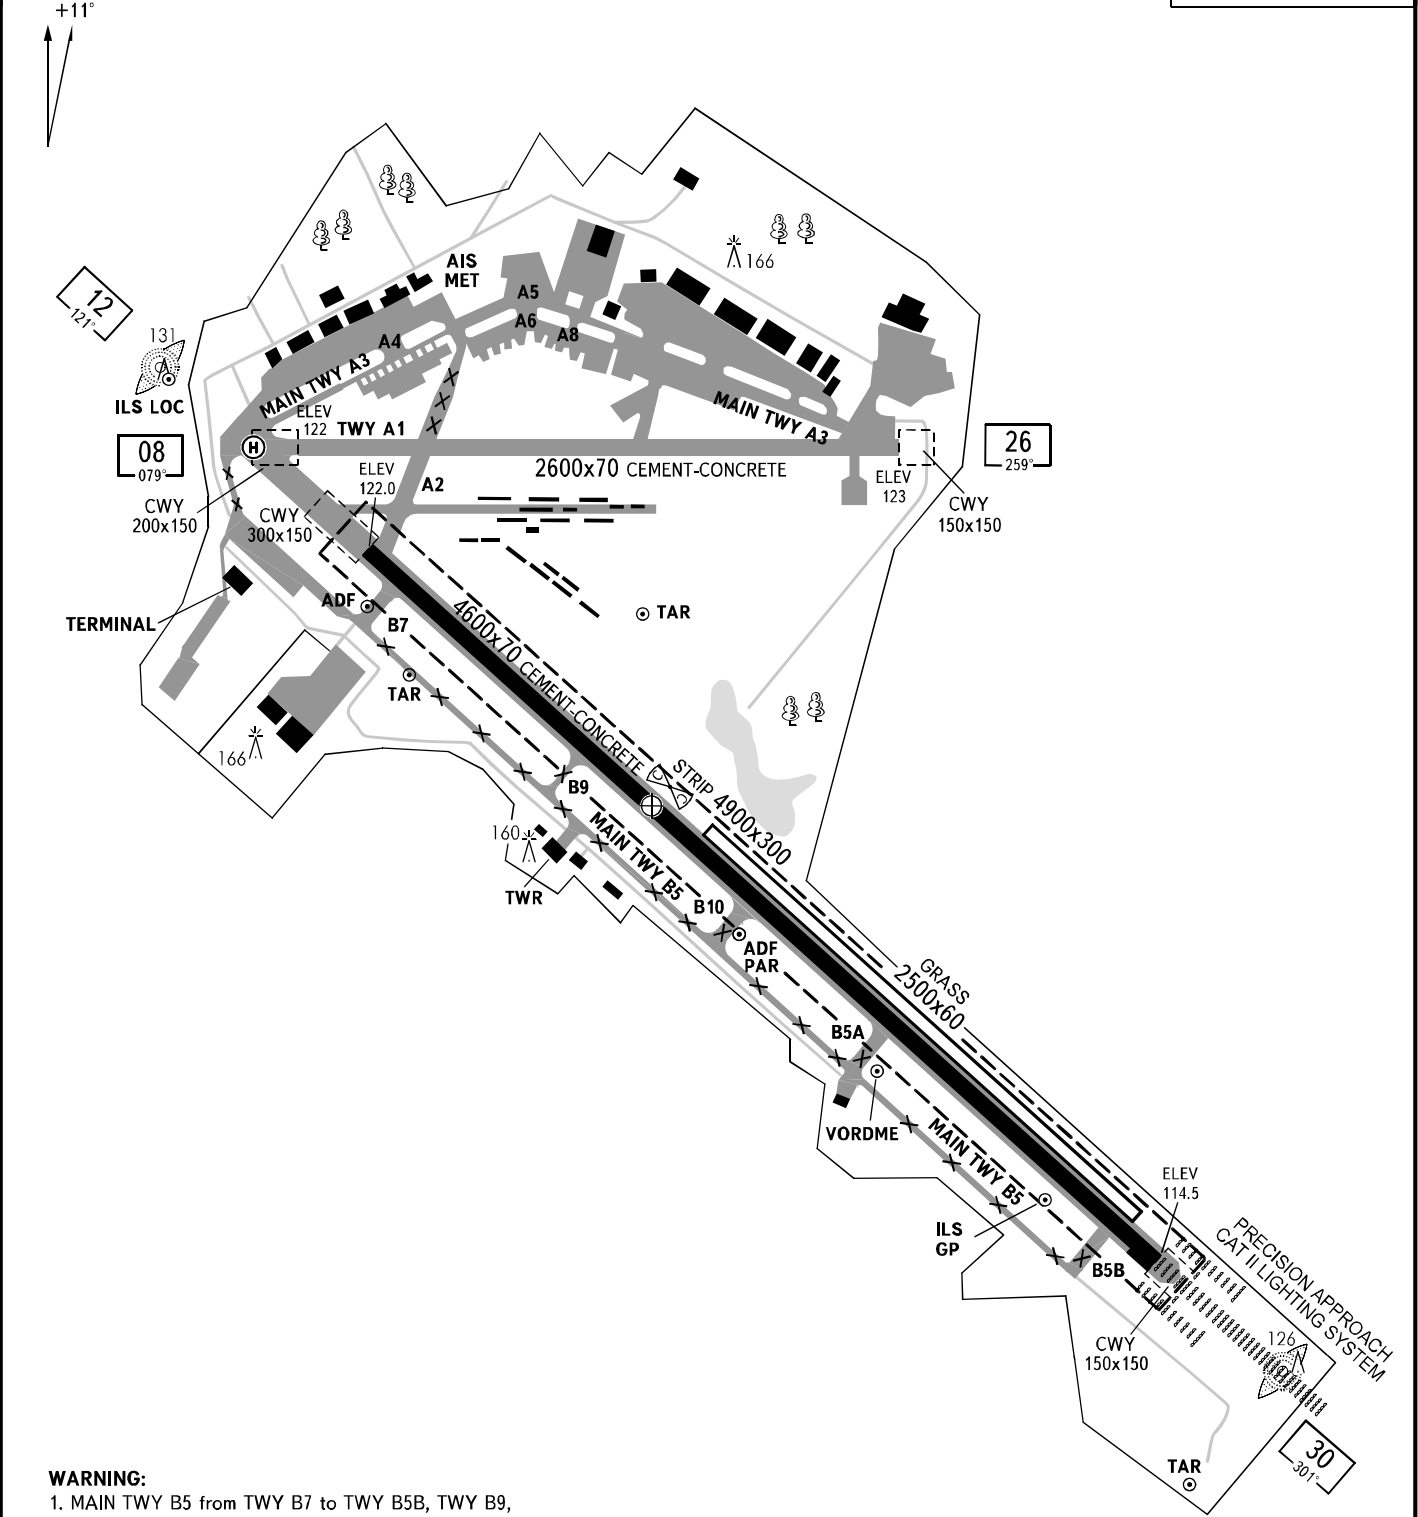 +11°
166
AIS
MET
A5
A6
A8
A4
12
121°
131
ILS LOC
MAIN TWY A3
MAIN TWY A3
ELEV
122
TWY A1
08
079°
H
26
259°
2600x70 CEMENT-CONCRETE
ELEV
122.0
A2
ELEV
123
CWY
200x150
CWY
300x150
CWY
150x150
TERMINAL
ADF
B7
TAR
TAR
4600x70 CEMENT-CONCRETE
166
B9
STRIP 4900x300
C
C
160
TWR
MAIN TWY B5
B10
ADF
PAR
GRASS
2500x60
B5A
VORDME
MAIN TWY B5
ILS
GP
ELEV
114.5
B5B
CWY
150x150
PRECISION APPROACH
CAT II LIGHTING SYSTEM
126
30
301°
TAR
WARNING:
1. MAIN TWY B5 from TWY B7 to TWY B5B, TWY B9,